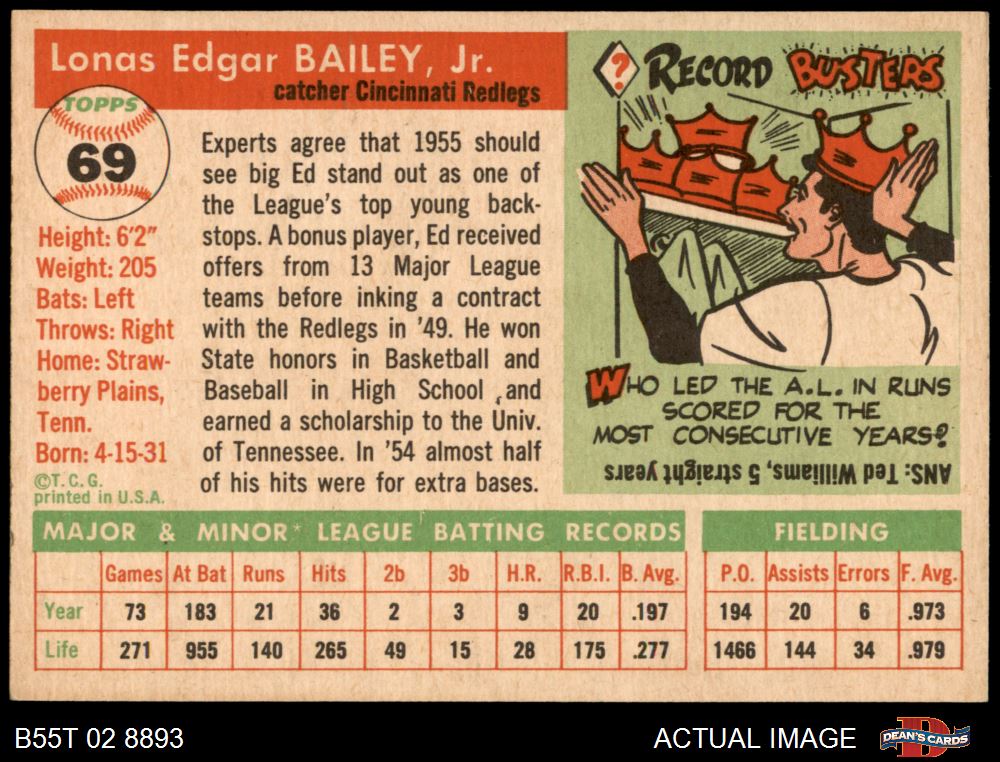 Lonas Edgar BAILEY, Jr.
catcher Cincinnati Redlegs
TOPPS
69
Height: 6'2"
Weight: 205
Bats: Left
Throws: Right
Home: Straw-
berry Plains,
Tenn.
Born: 4-15-31
©T. C. G.
printed in U.S.A.
Experts agree that 1955 should
see big Ed stand out as one of
the League's top young back-
stops. A bonus player, Ed received
offers from 13 Major League
teams before inking a contract
with the Redlegs in '49. He won
State honors in Basketball and
Baseball in High School and
earned a scholarship to the Univ.
of Tennessee. In '54 almost half
of his hits were for extra bases.
? RECORD BUSTERS
WHO LED THE A.L. IN RUNS
SCORED FOR THE
MOST CONSECUTIVE YEARS?
ANS: Ted Williams, 5 straight years
MAJOR & MINOR LEAGUE BATTING RECORDS FIELDING
Games At Bat Runs Hits 2b 3b H.R. R.B.I. B. Avg. P.O. Assists Errors F. Avg.
Year 73 183 21 36 2 3 9 20 .197 194 20 6 .973
Life 271 955 140 265 49 15 28 175 .277 1466 144 34 .979
B55T 02 8893 ACTUAL IMAGE D DEAN'S CARDS